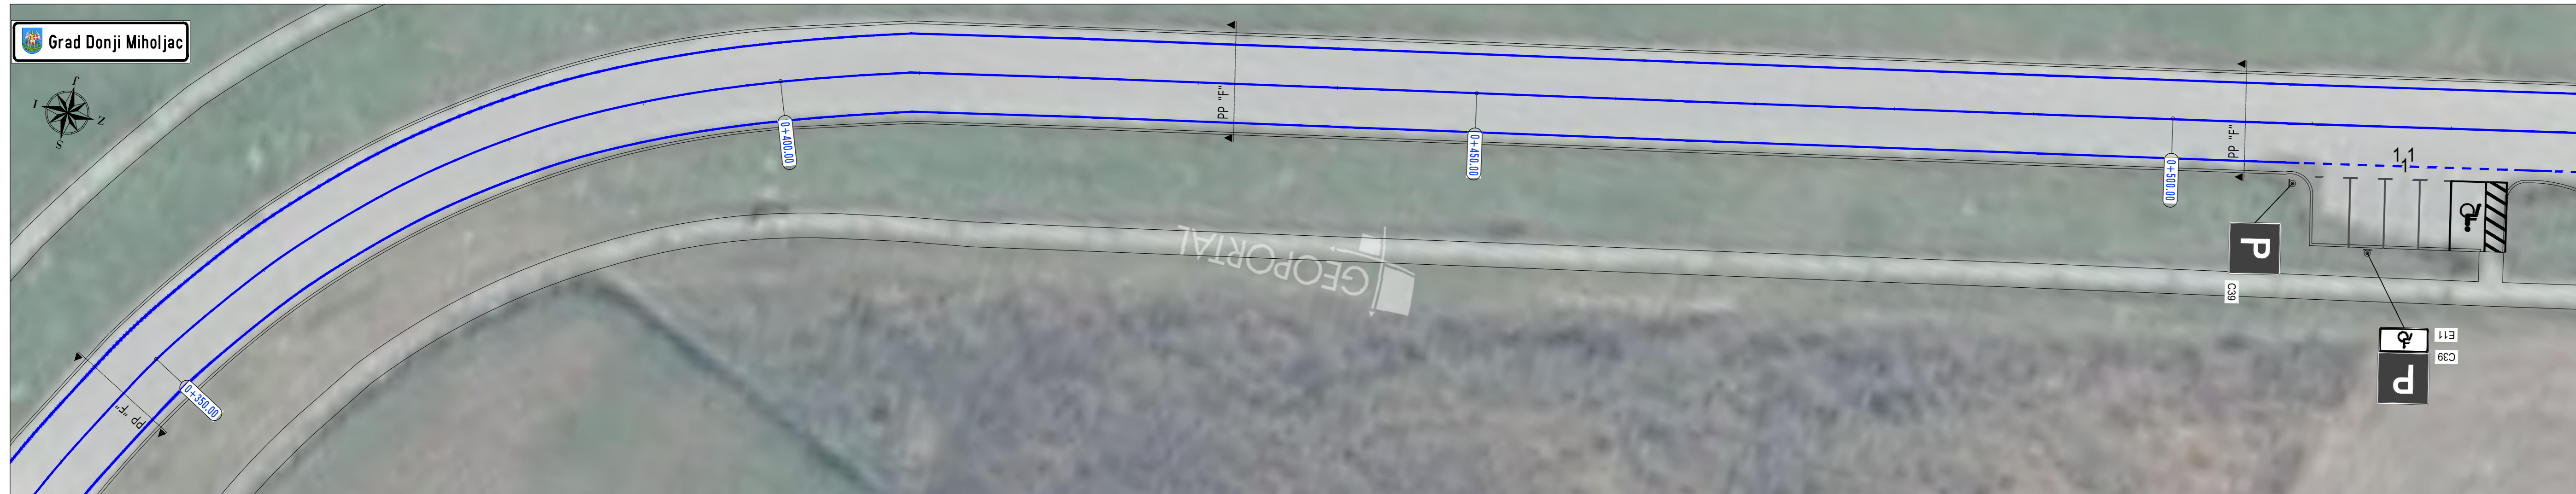 Grad Donji Miholjac
J
I
Z
S
0+350.00
PP "F"
0+400.00
PP "F"
GEOPORTAL
0+450.00
0+500.00
PP "F"
1,1
1
P
C39
E11
C39
P